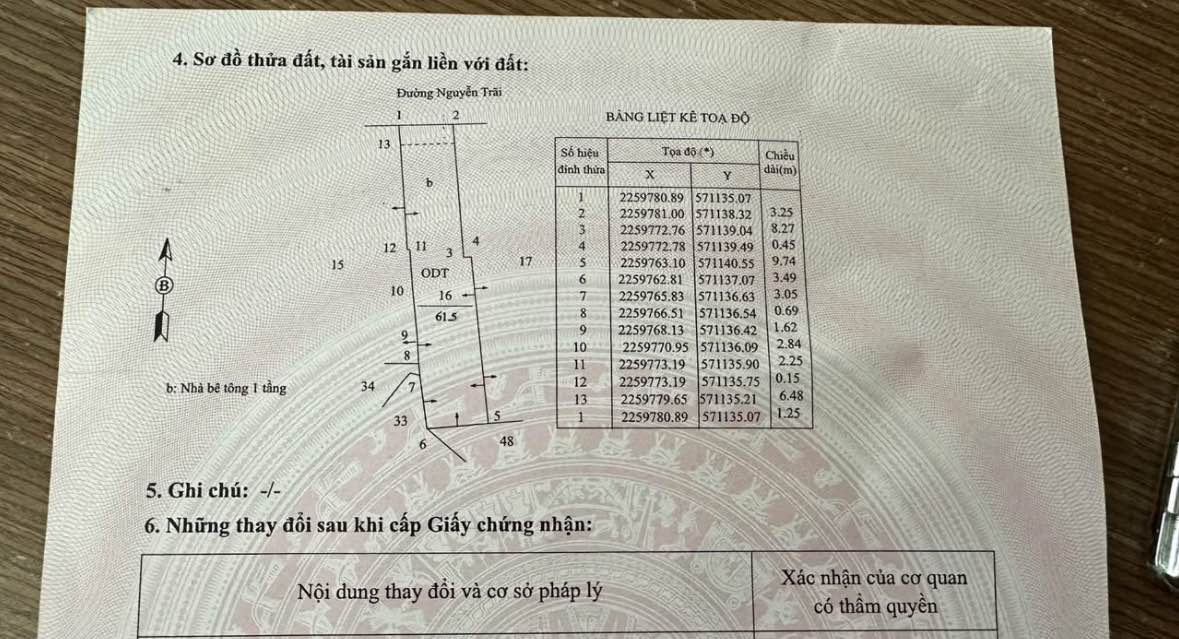 4. Sơ đồ thửa đất, tài sản gắn liền với đất:
Đường Nguyễn Trãi
1 2
13
b
12 11 3 4
15 17
ODT
10 16
61.5
9
8
34 7
33 5
6 48
B
b: Nhà bê tông 1 tầng
BẢNG LIỆT KÊ TOẠ ĐỘ
Số hiệu đỉnh thửa Tọa độ (*) Chiều dài(m)
X Y
1 2259780.89 571135.07
2 2259781.00 571138.32 3.25
3 2259772.76 571139.04 8.27
4 2259772.78 571139.49 0.45
5 2259763.10 571140.55 9.74
6 2259762.81 571137.07 3.49
7 2259765.83 571136.63 3.05
8 2259766.51 571136.54 0.69
9 2259768.13 571136.42 1.62
10 2259770.95 571136.09 2.84
11 2259773.19 571135.90 2.25
12 2259773.19 571135.75 0.15
13 2259779.65 571135.21 6.48
1 2259780.89 571135.07 1.25
5. Ghi chú: -/-
6. Những thay đổi sau khi cấp Giấy chứng nhận:
Nội dung thay đổi và cơ sở pháp lý
Xác nhận của cơ quan
có thẩm quyền